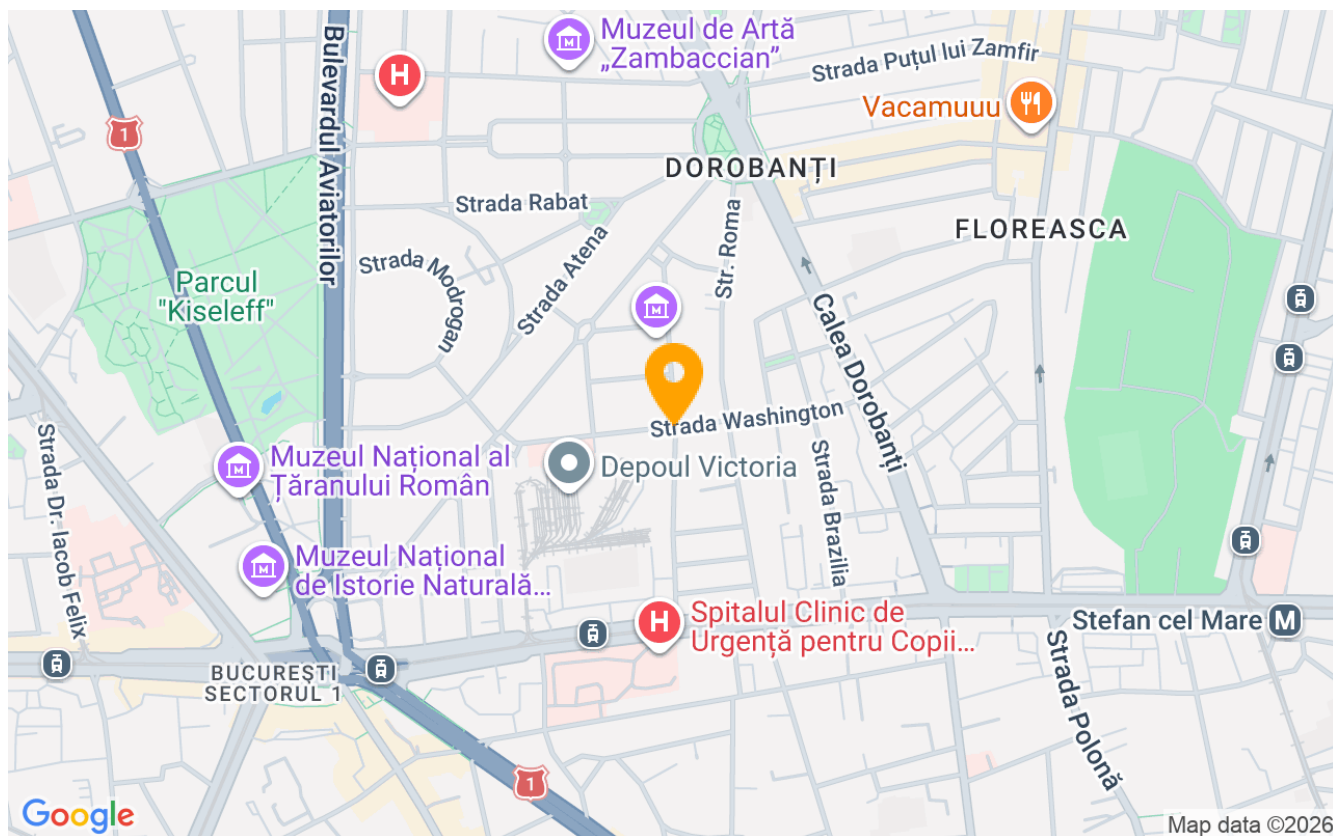 Muzeul de Artă
„Zambaccian”
Strada Puțul lui Zamfir
Bulevardul Aviatorilor
H
1
Vacamuuu
DOROBANȚI
Strada Rabat
Str. Roma
FLOREASCA
Strada Modrogan
Strada Atena
Parcul
"Kiseleff"
Calea Dorobanți
Strada Washington
Strada Dr. Iacob Felix
Muzeul Național al
Țăranului Român
Depoul Victoria
Strada Brazilia
Muzeul Național
de Istorie Naturală...
H
Spitalul Clinic de
Urgență pentru Copii...
Stefan cel Mare M
BUCUREȘTI
SECTORUL 1
Strada Polonă
1
Google
Map data ©2026